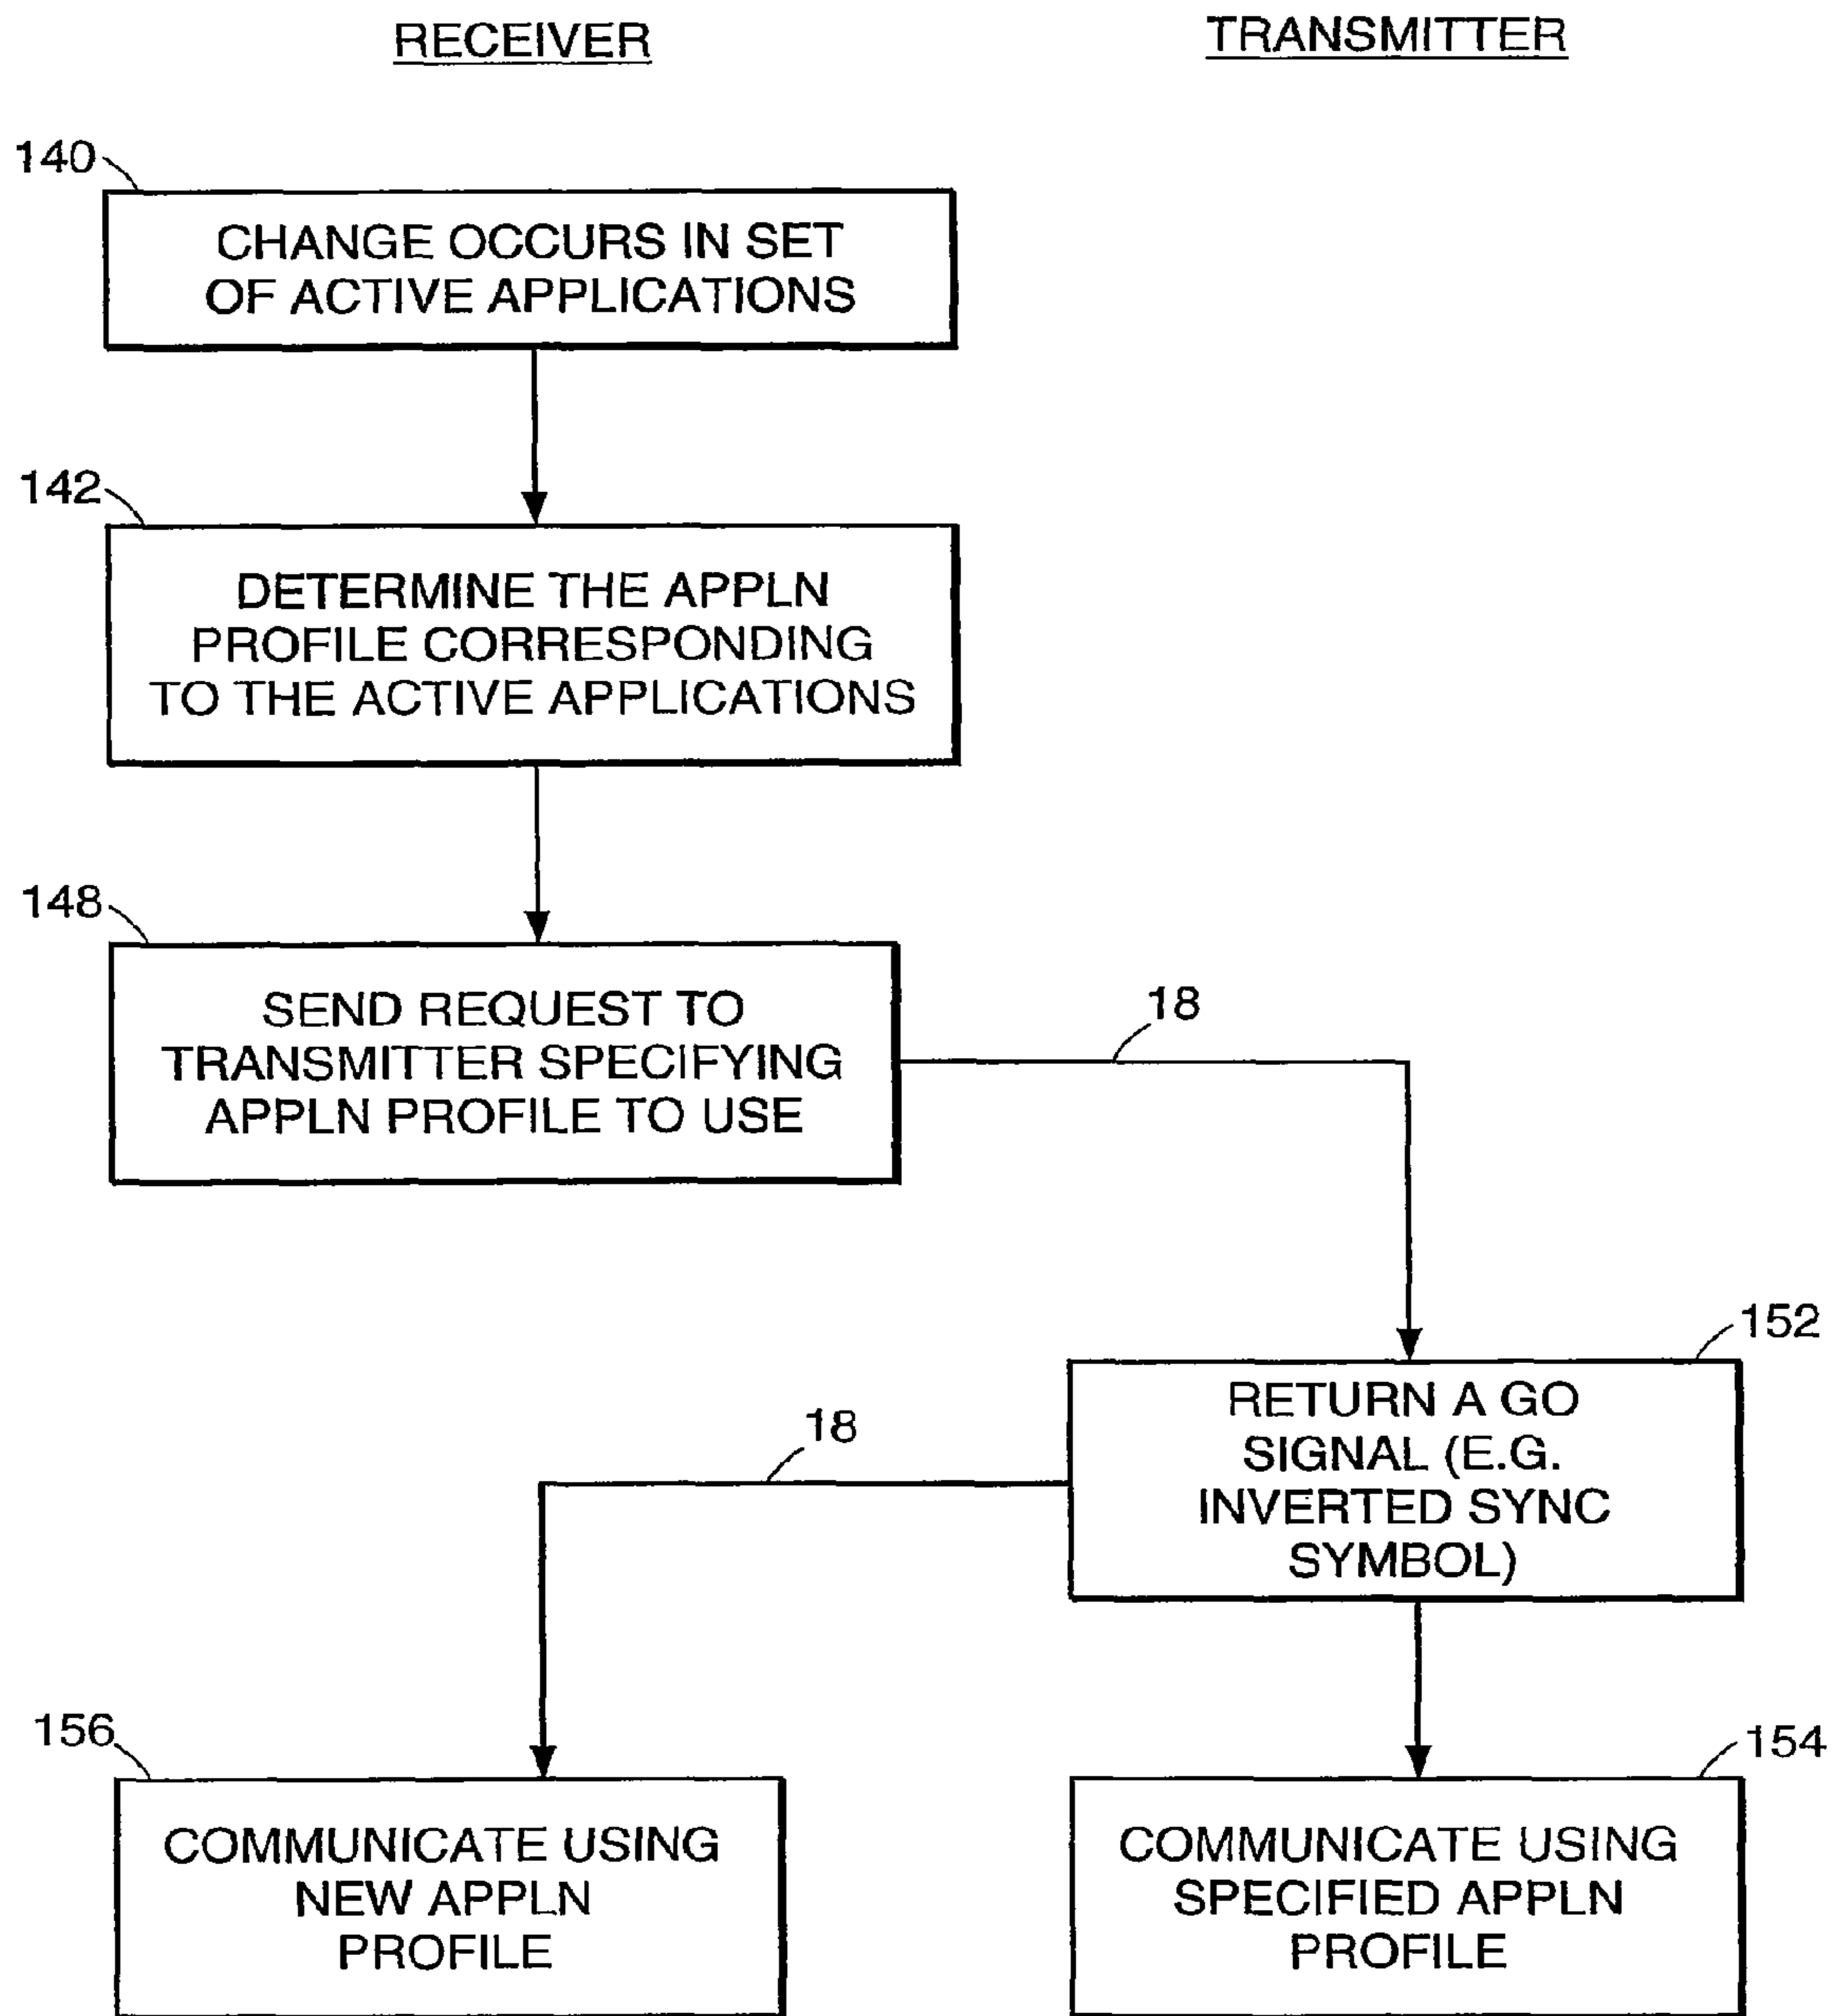 RECEIVER
TRANSMITTER
140
CHANGE OCCURS IN SET
OF ACTIVE APPLICATIONS
142
DETERMINE THE APPLN
PROFILE CORRESPONDING
TO THE ACTIVE APPLICATIONS
148
SEND REQUEST TO
TRANSMITTER SPECIFYING
APPLN PROFILE TO USE
18
152
RETURN A GO
SIGNAL (E.G.
INVERTED SYNC
SYMBOL)
18
156
COMMUNICATE USING
NEW APPLN
PROFILE
154
COMMUNICATE USING
SPECIFIED APPLN
PROFILE